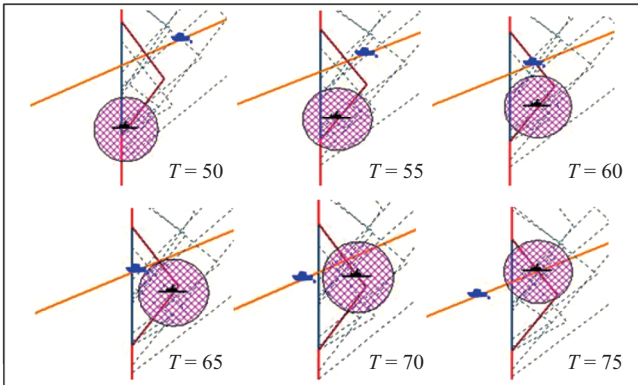 T = 50
T = 55
T = 60
T = 65
T = 70
T = 75